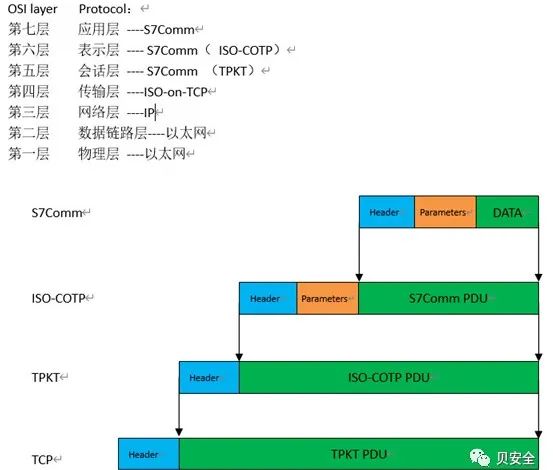 OSI layer Protocol：
第七层 应用层 ----S7Comm
第六层 表示层 ---- S7Comm（ ISO-COTP）
第五层 会话层 ---- S7Comm （TPKT）
第四层 传输层 ----ISO-on-TCP
第三层 网络层 ----IP
第二层 数据链路层----以太网
第一层 物理层 ----以太网
S7Comm Header Parameters DATA
ISO-COTP Header Parameters S7Comm PDU
TPKT Header ISO-COTP PDU
TCP Header TPKT PDU
贝安全